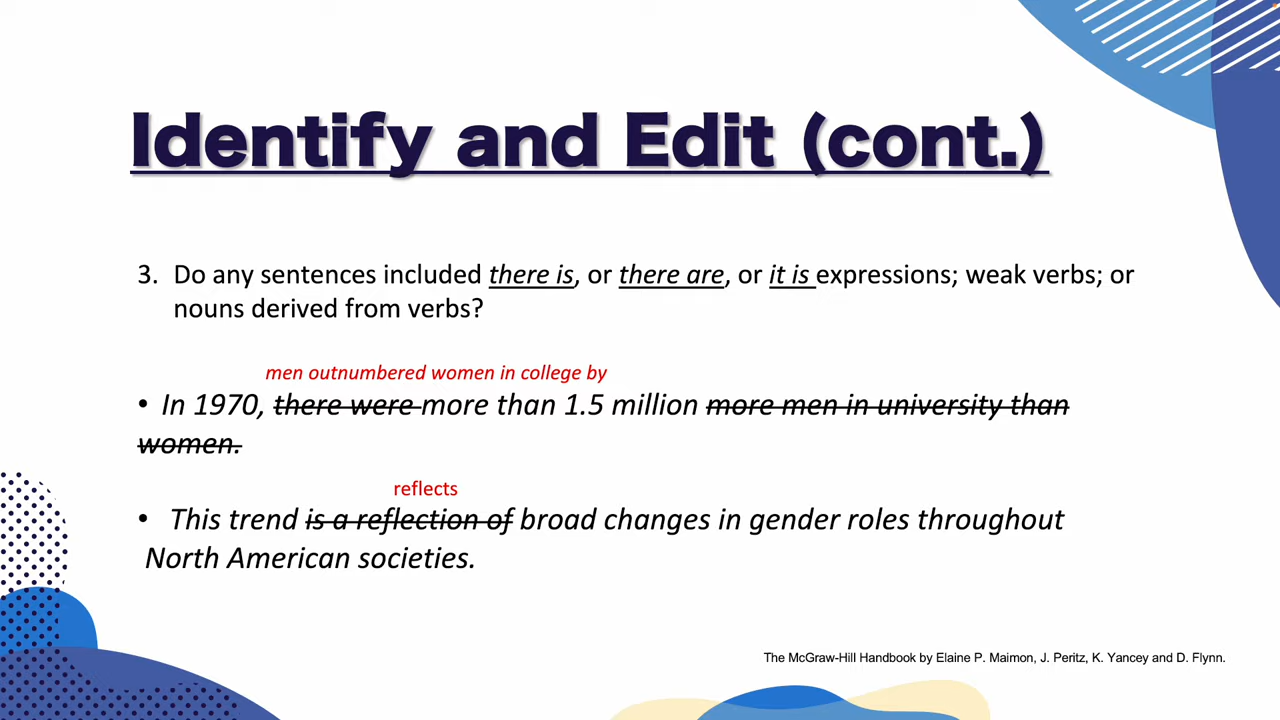 Identify and Edit (cont.)
3. Do any sentences included there is, or there are, or it is expressions; weak verbs; or
nouns derived from verbs?
men outnumbered women in college by
• In 1970, there were more than 1.5 million more men in university than
women.
reflects
• This trend is a reflection of broad changes in gender roles throughout
North American societies.
The McGraw-Hill Handbook by Elaine P. Maimon, J. Peritz, K. Yancey and D. Flynn.